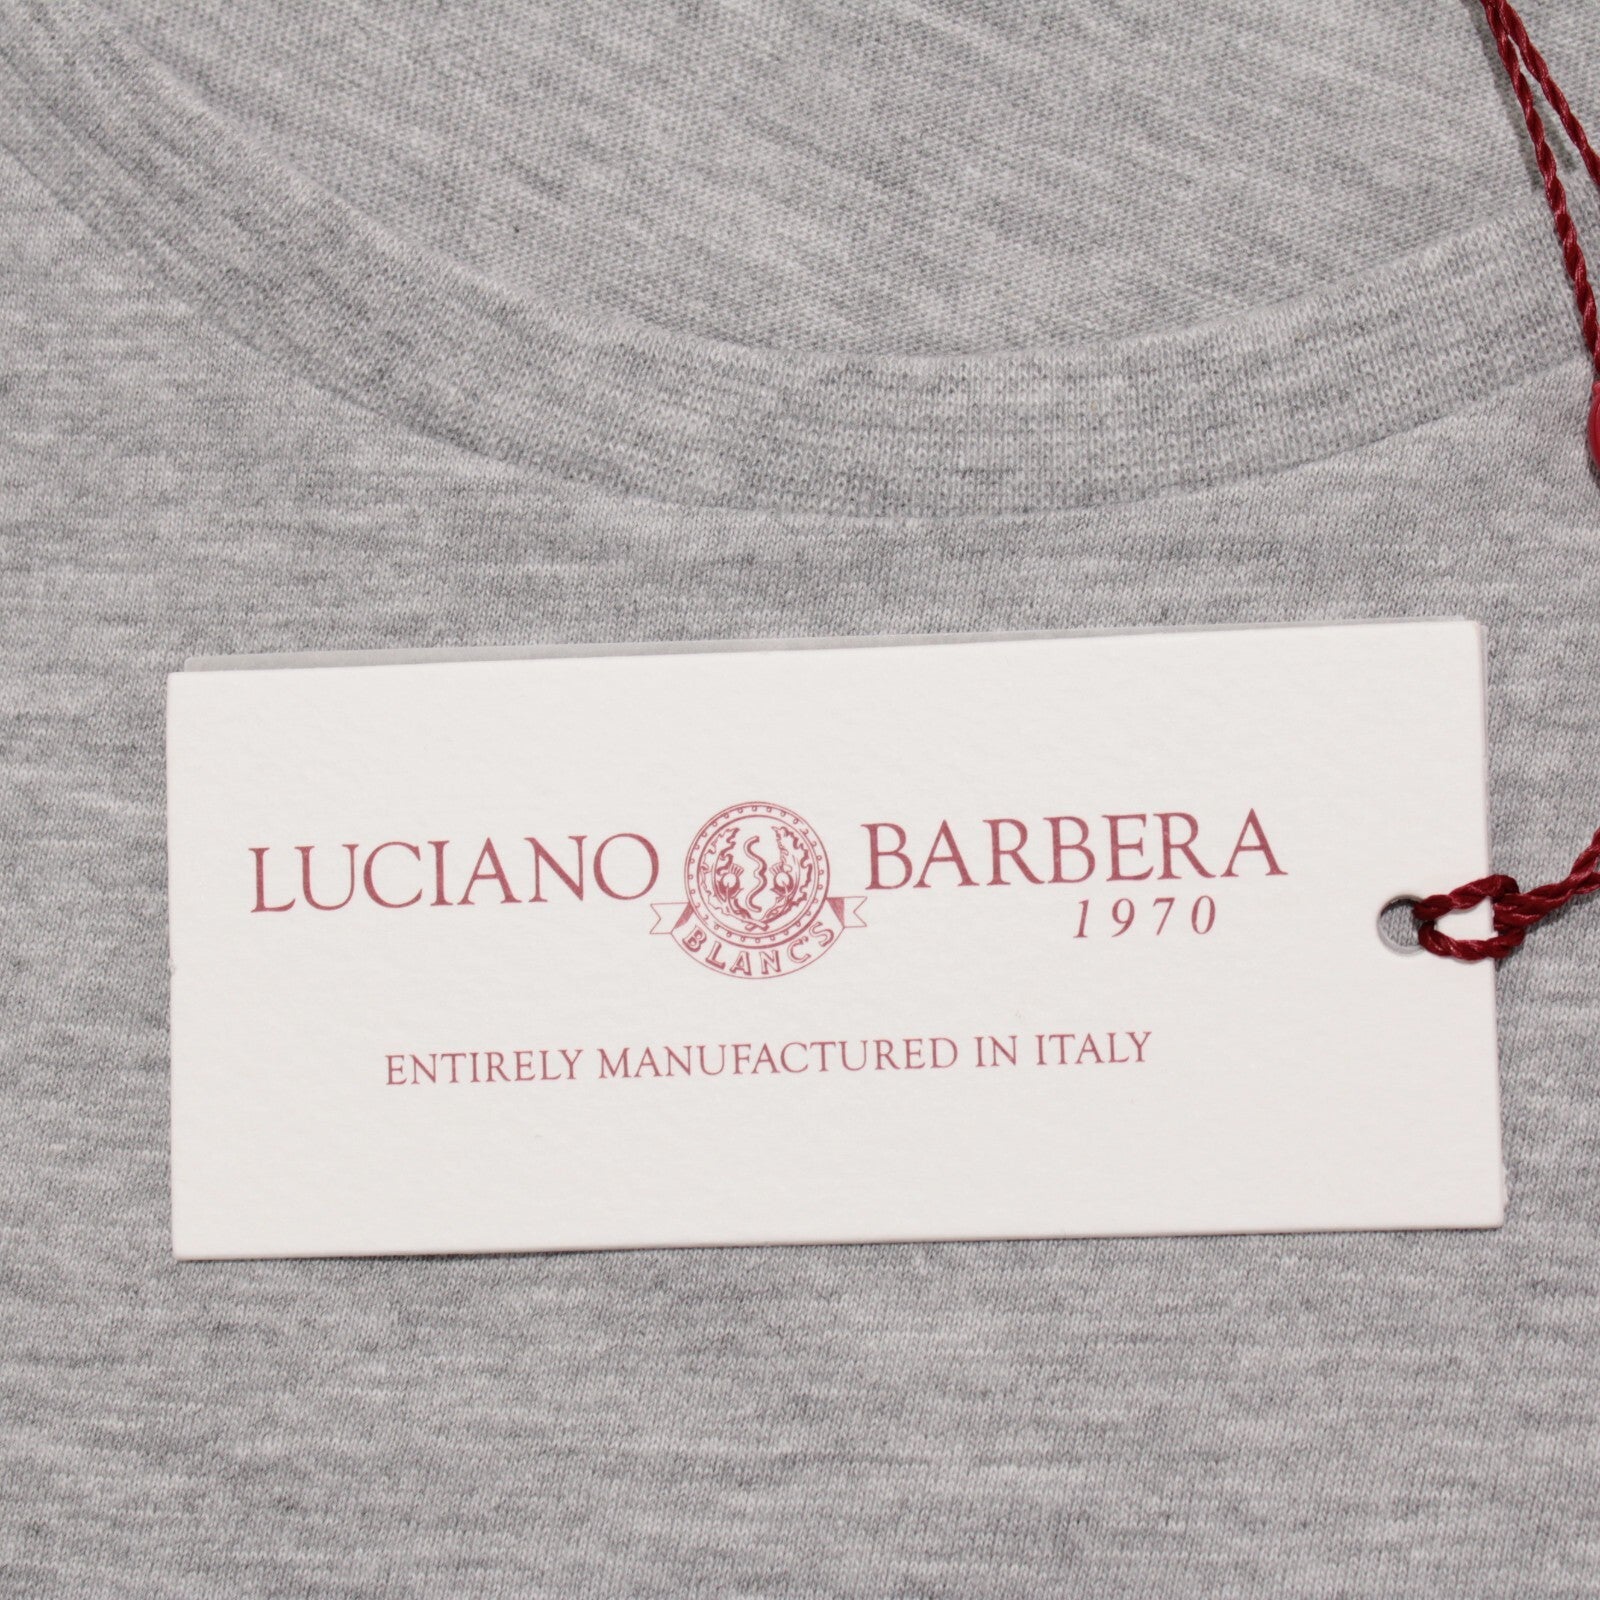 LUCIANO BARBERA
1970
BLANC'S
ENTIRELY MANUFACTURED IN ITALY